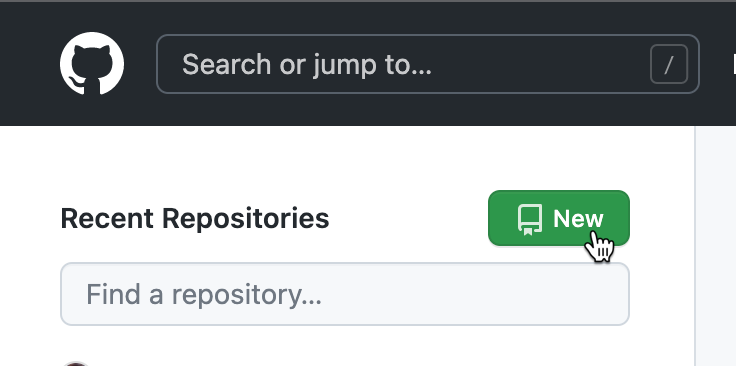 Search or jump to...
/
Recent Repositories
New
Find a repository...